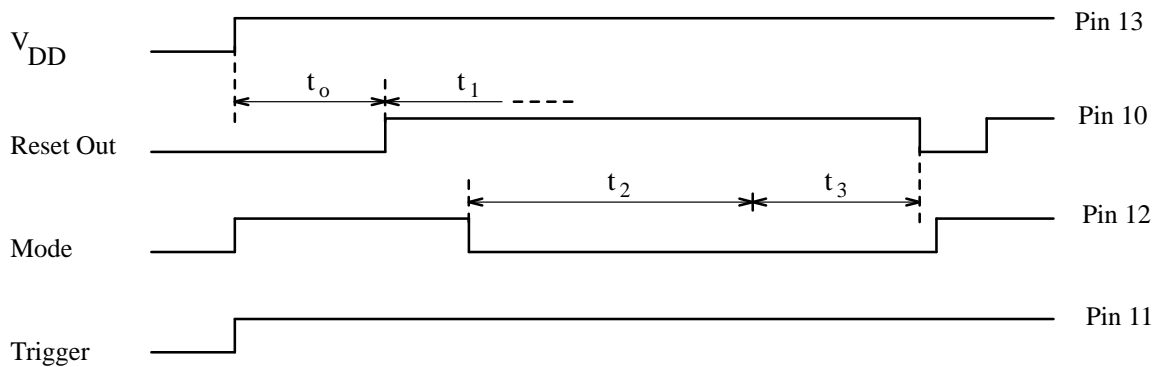 V DD
Pin 13
t o
t 1
Reset Out
Pin 10
t 2
t 3
Mode
Pin 12
Trigger
Pin 11